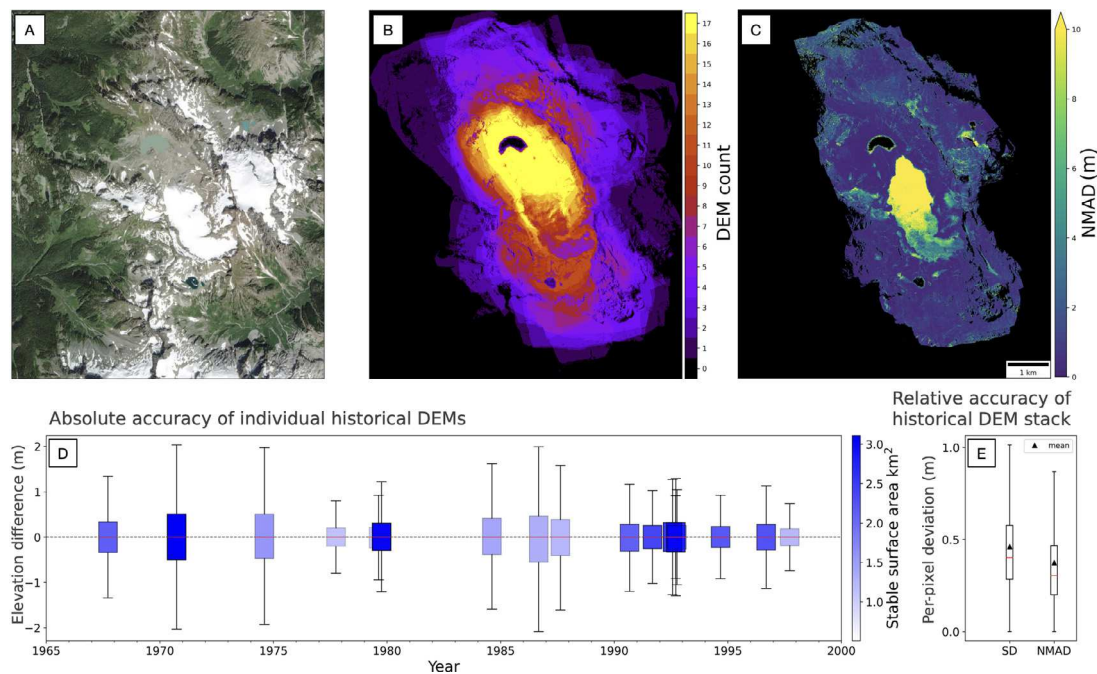 A
B
C
17
16
15
14
13
12
11
10
9
8
7
6
5
4
3
2
1
0
DEM count
10
8
6
4
2
0
NMAD (m)
1 km
Absolute accuracy of individual historical DEMs
Relative accuracy of
historical DEM stack
D
2
1
0
−1
−2
Elevation difference (m)
1965
1970
1975
1980
1985
1990
1995
2000
Year
3.0
2.5
2.0
1.5
1.0
Stable surface area km²
E
mean
1.0
0.5
0.0
Per-pixel deviation (m)
SD
NMAD